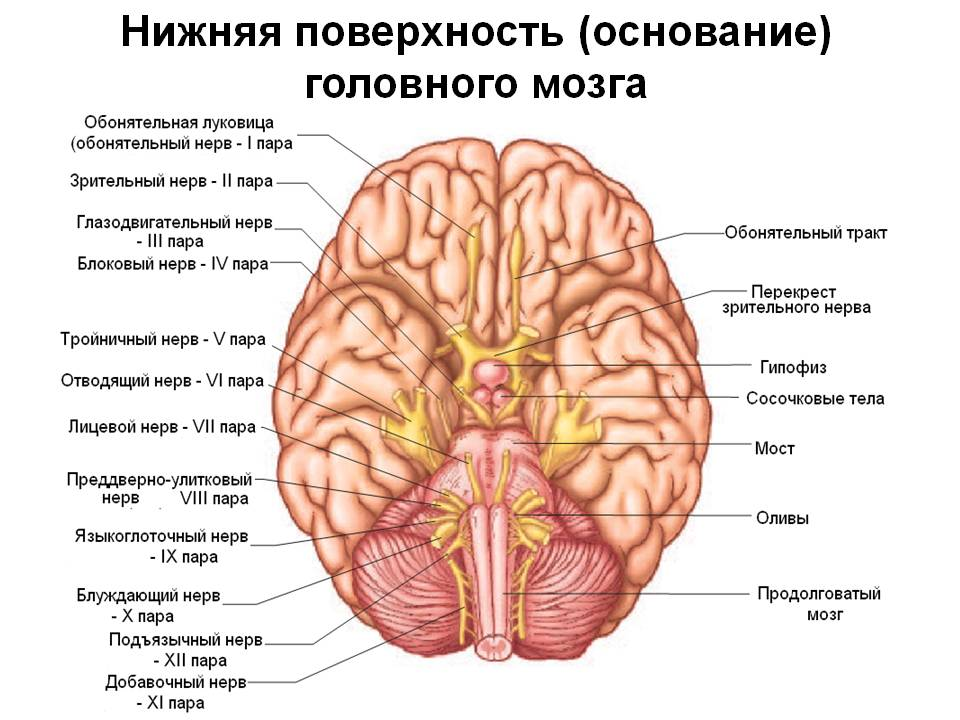 Нижняя поверхность (основание)
головного мозга
Обонятельная луковица
(обонятельный нерв - I пара
Зрительный нерв - II пара
Глазодвигательный нерв
- III пара
Блоковый нерв - IV пара
Тройничный нерв - V пара
Отводящий нерв - VI пара
Лицевой нерв - VII пара
Преддверно-улитковый
нерв VIII пара
Языкоглоточный нерв
- IX пара
Блуждающий нерв
- X пара
Подъязычный нерв
- XII пара
Добавочный нерв
- XI пара
Обонятельный тракт
Перекрест
зрительного нерва
Гипофиз
Сосочковые тела
Мост
Оливы
Продолговатый
мозг